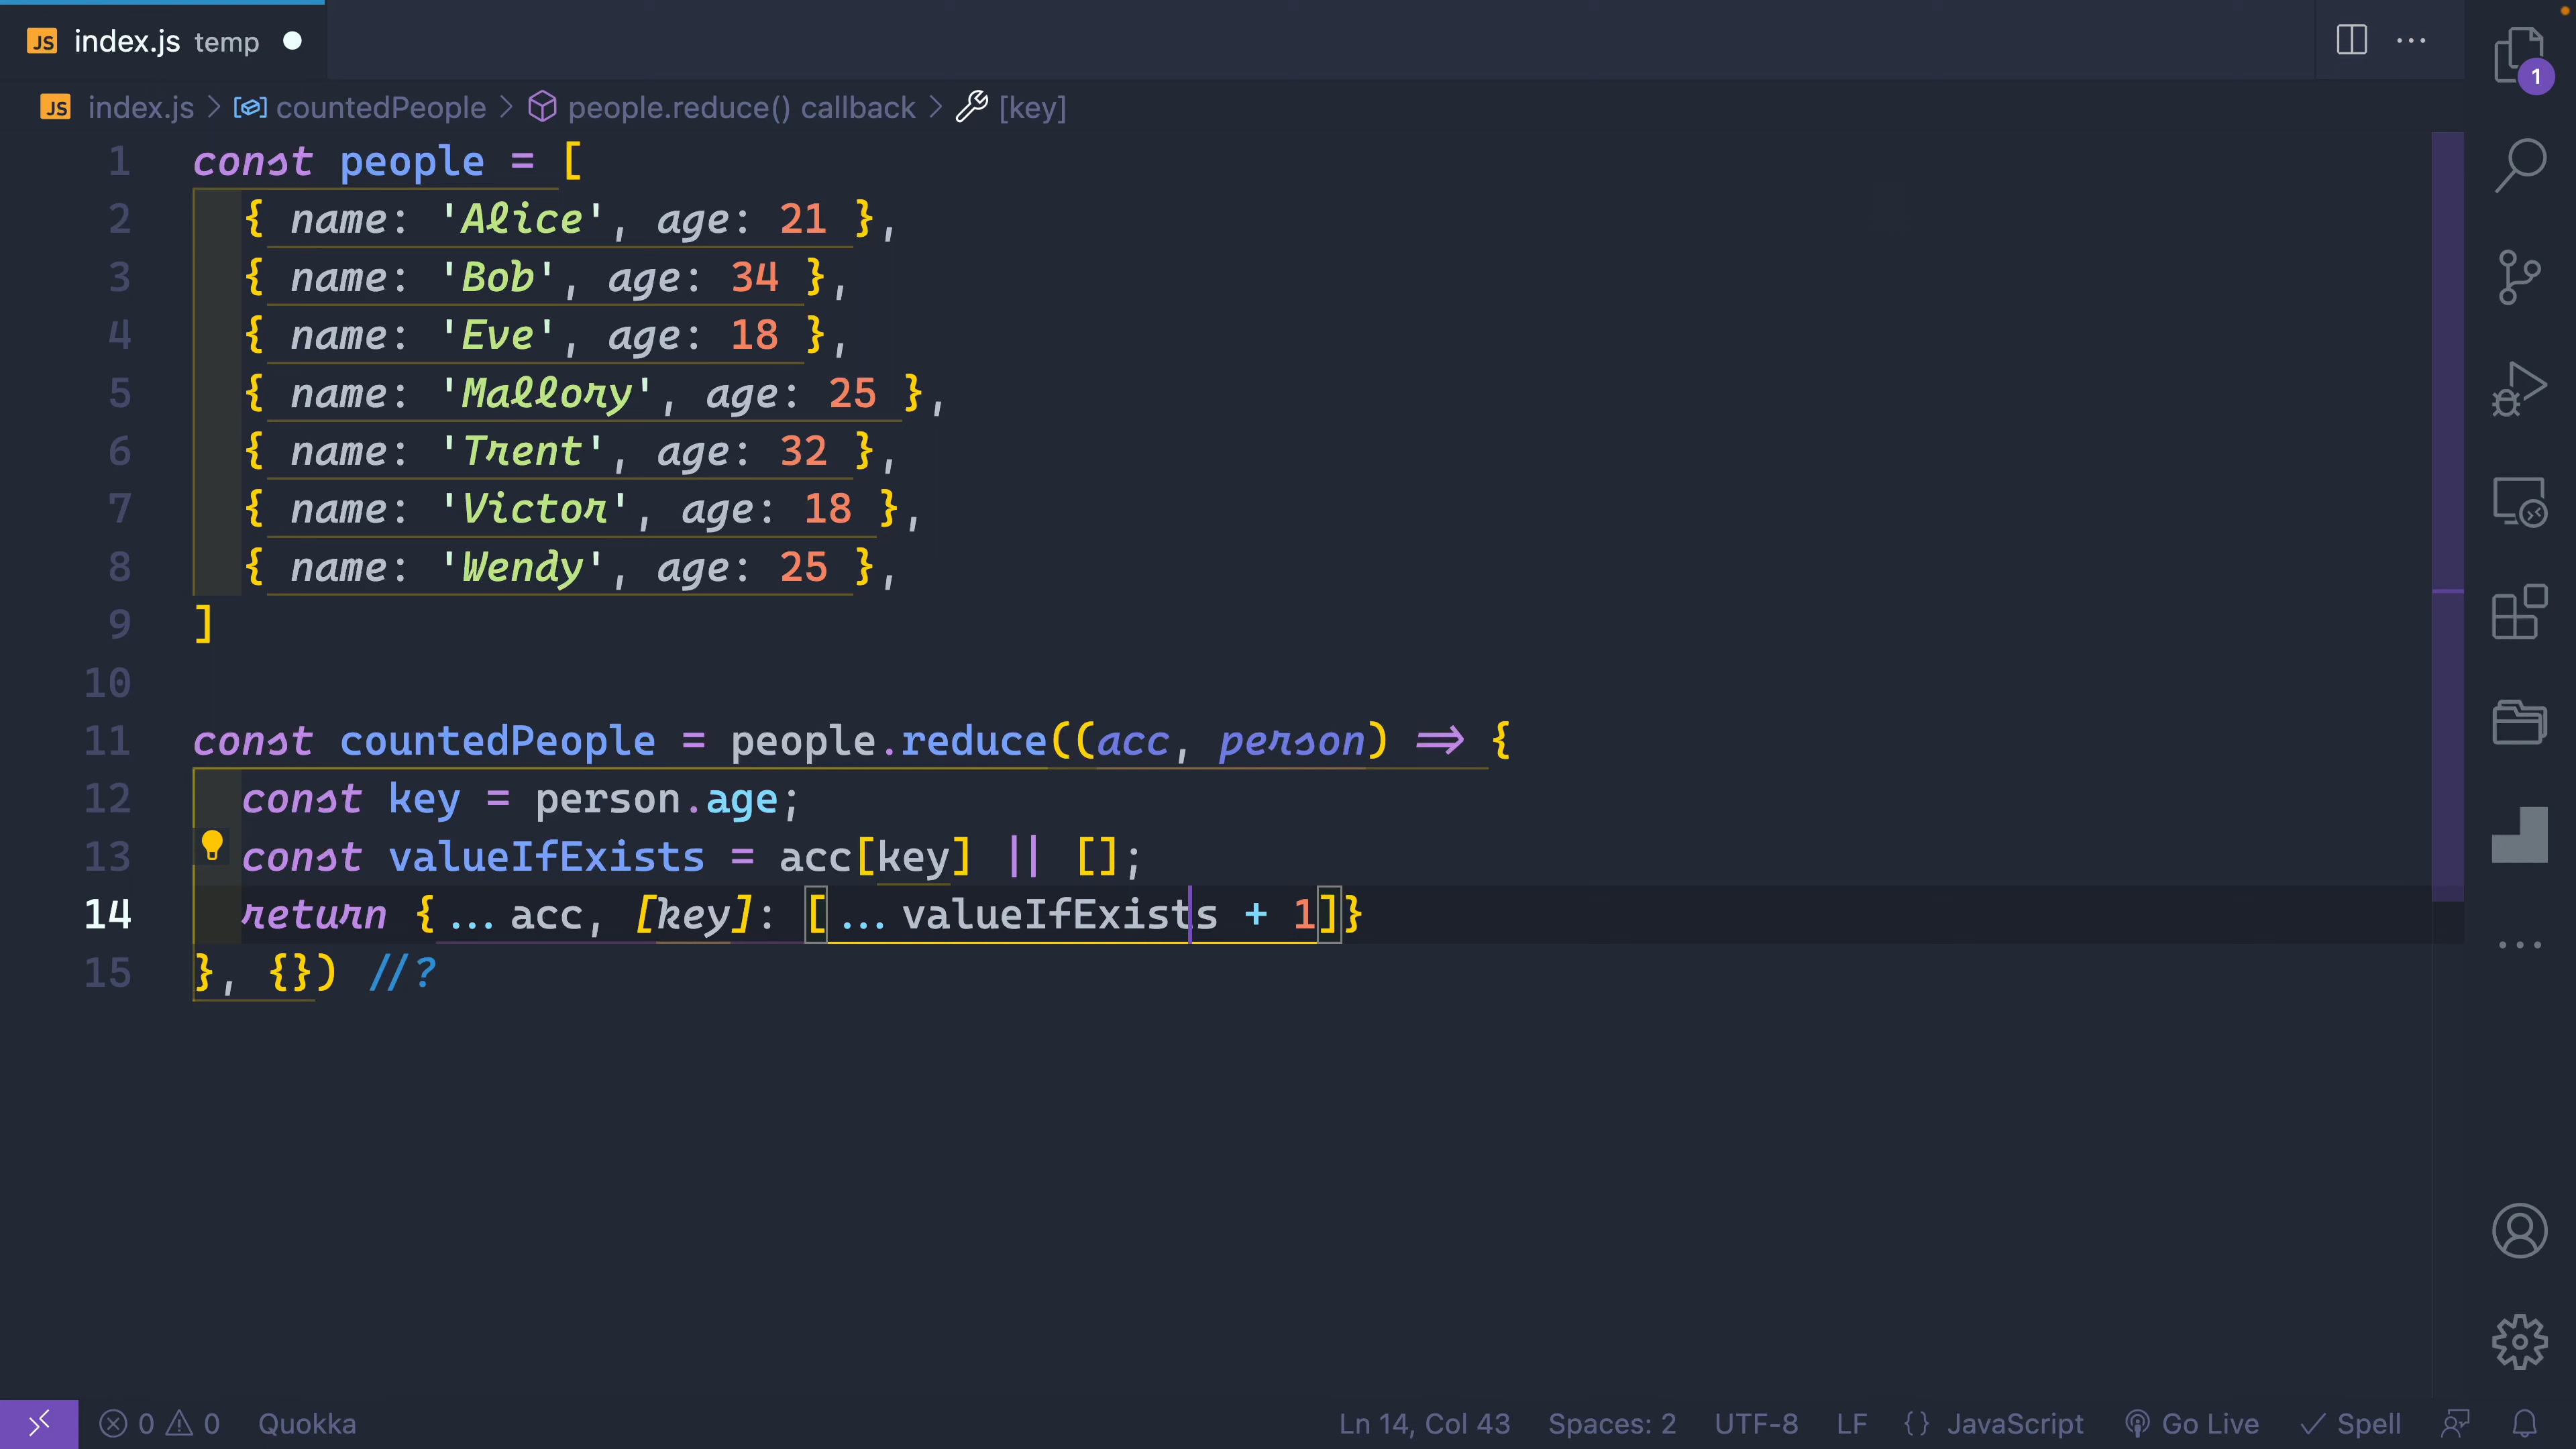 JS index.js temp
1
JS index.js > countedPeople > people.reduce() callback > [key]
1 const people = [
2 { name: 'Alice', age: 21 },
3 { name: 'Bob', age: 34 },
4 { name: 'Eve', age: 18 },
5 { name: 'Mallory', age: 25 },
6 { name: 'Trent', age: 32 },
7 { name: 'Victor', age: 18 },
8 { name: 'Wendy', age: 25 },
9 ]
10
11 const countedPeople = people.reduce((acc, person) => {
12 const key = person.age;
13 const valueIfExists = acc[key] || [];
14 return {...acc, [key]: [...valueIfExists + 1]}
15 }, {}) //?
0 0 Quokka Ln 14, Col 43 Spaces: 2 UTF-8 LF {} JavaScript Go Live Spell